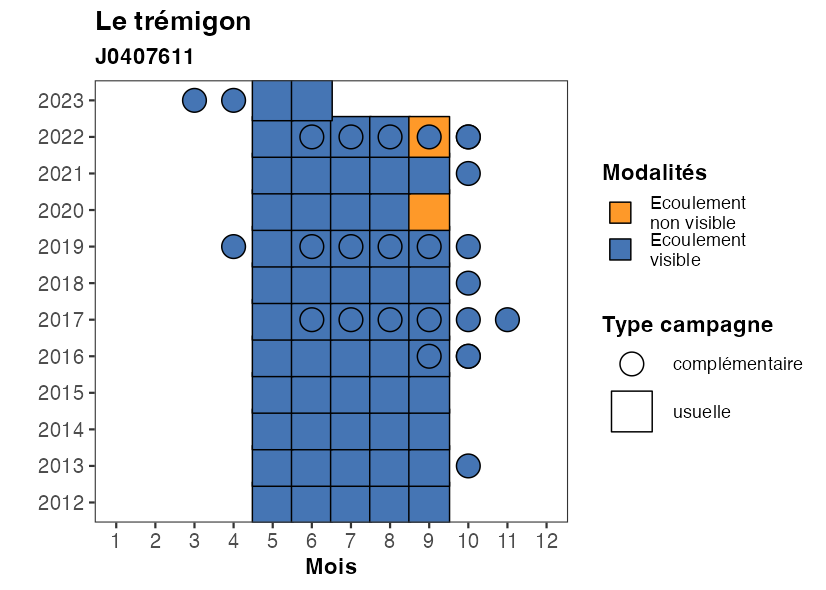 Le trémigon
J0407611
2023
2022
2021
2020
2019
2018
2017
2016
2015
2014
2013
2012
1 2 3 4 5 6 7 8 9 10 11 12
Mois
Modalités
Ecoulement
non visible
Ecoulement
visible
Type campagne
complémentaire
usuelle